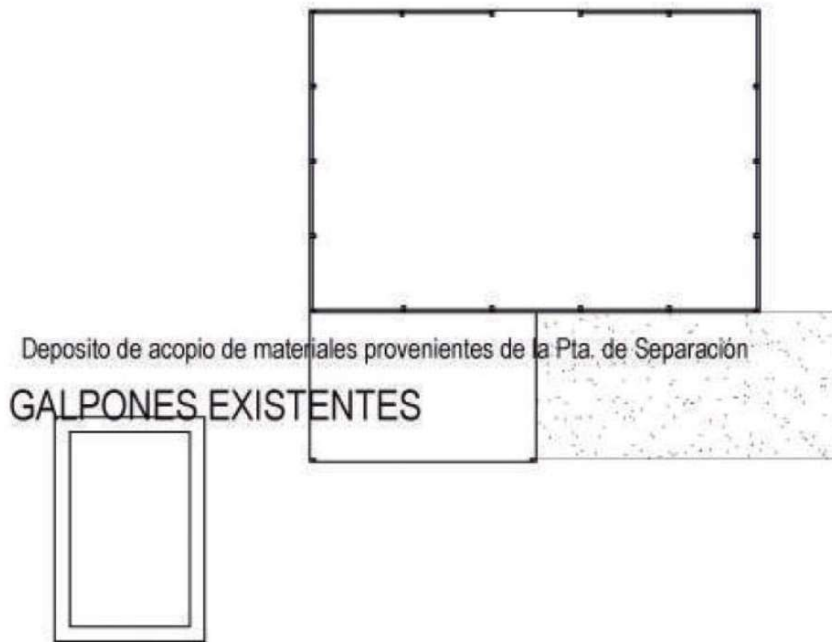 Deposito de acopio de materiales provenientes de la Pta. de Separación
GALPONES EXISTENTES